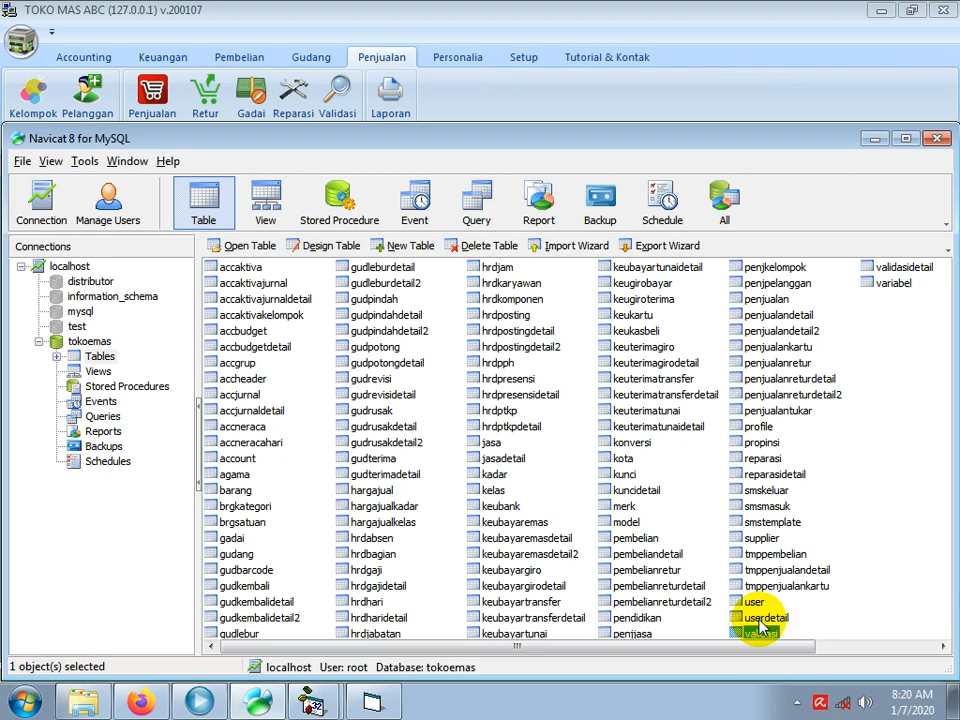 TOKO MAS ABC (127.0.0.1) v.200107
Accounting Keuangan Pembelian Gudang Penjualan Personalia Setup Tutorial & Kontak
Kelompok Pelanggan Penjualan Retur Gadai Reparasi Validasi Laporan
Navicat 8 for MySQL
File View Tools Window Help
Connection Manage Users Table View Stored Procedure Event Query Report Backup Schedule All
Connections
Open Table Design Table New Table Delete Table Import Wizard Export Wizard
localhost
distributor
information_schema
mysql
test
tokoemas
Tables
Views
Stored Procedures
Events
Queries
Reports
Backups
Schedules
accaktiva
accaktivajurnal
accaktivajurnaldetail
accaktivakelompok
accbudget
accbudgetdetail
accgrup
accheader
accjurnal
accjurnaldetail
accneraca
accneracahari
account
agama
barang
brgkategori
brgsatuan
gadai
gudang
gudbarcode
gudkembali
gudkembalidetail
gudkembalidetail2
gudlebur
gudleburdetail
gudleburdetail2
gudpindah
gudpindahdetail
gudpindahdetail2
gudpotong
gudpotongdetail
gudrevisi
gudrevisidetail
gudrusak
gudrusakdetail
gudrusakdetail2
gudterima
gudterimadetail
hargajual
hargajualkadar
hargajualkelas
hrdabsen
hrdbagian
hrdgaji
hrdgajidetail
hrdhari
hrdharidetail
hrdjabatan
hrdjam
hrdkaryawan
hrdkomponen
hrdposting
hrdpostingdetail
hrdpostingdetail2
hrdpph
hrdpresensi
hrdpresensidetail
hrdptkp
hrdptkpdetail
jasa
jasadetail
kadar
kelas
keubank
keubayaremas
keubayaremasdetail
keubayaremasdetail2
keubayargiro
keubayargirodetail
keubayartransfer
keubayartransferdetail
keubayartunai
keubayartunaidetail
keugirobayar
keugiroterima
keukartu
keukasbeli
keuterimagiro
keuterimagirodetail
keuterimatransfer
keuterimatransferdetail
keuterimatunai
keuterimatunaidetail
konversi
kota
kunci
kuncidetail
merk
model
pembelian
pembeliandetail
pembelianretur
pembelianreturdetail
pembelianreturdetail2
pendidikan
penjjasa
penjkelompok
penjpelanggan
penjualan
penjualandetail
penjualandetail2
penjualankartu
penjualanretur
penjualanreturdetail
penjualanreturdetail2
penjualantukar
profile
propinsi
reparasi
reparasidetail
smskeluar
smsmasuk
smstemplate
supplier
tmppembelian
tmppenjualandetail
tmppenjualankartu
user
userdetail
validasi
validasidetail
variabel
1 object(s) selected localhost User: root Database: tokoemas
8:20 AM
1/7/2020